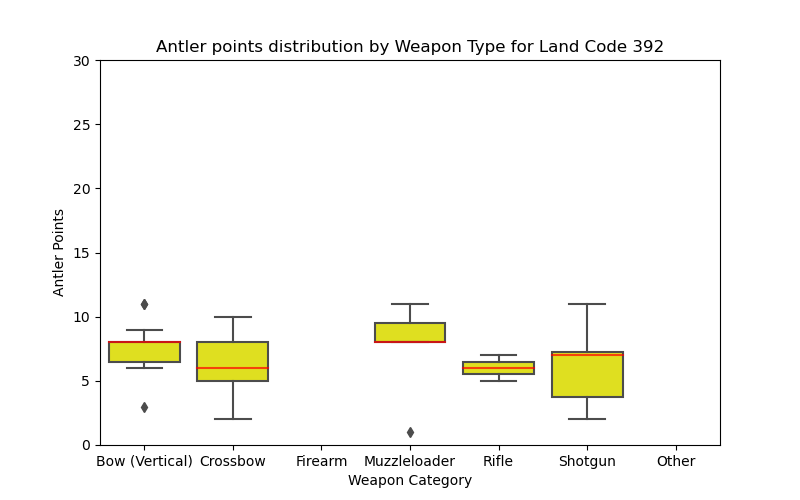 Antler points distribution by Weapon Type for Land Code 392
30
25
20
15
10
5
0
Antler Points
Bow (Vertical) Crossbow Firearm Muzzleloader Rifle Shotgun Other
Weapon Category